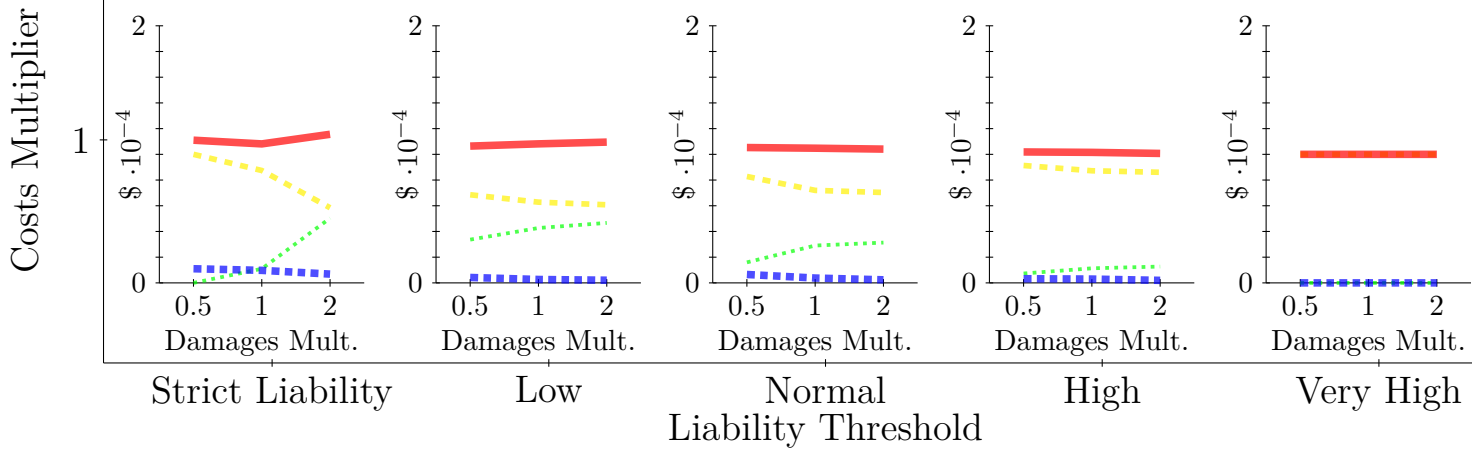 Costs Multiplier
1
2
0
$ ·10⁻⁴
0.5 1 2
Damages Mult.
2
0
$ ·10⁻⁴
0.5 1 2
Damages Mult.
2
0
$ ·10⁻⁴
0.5 1 2
Damages Mult.
2
0
$ ·10⁻⁴
0.5 1 2
Damages Mult.
2
0
$ ·10⁻⁴
0.5 1 2
Damages Mult.
Strict Liability Low Normal High Very High
Liability Threshold